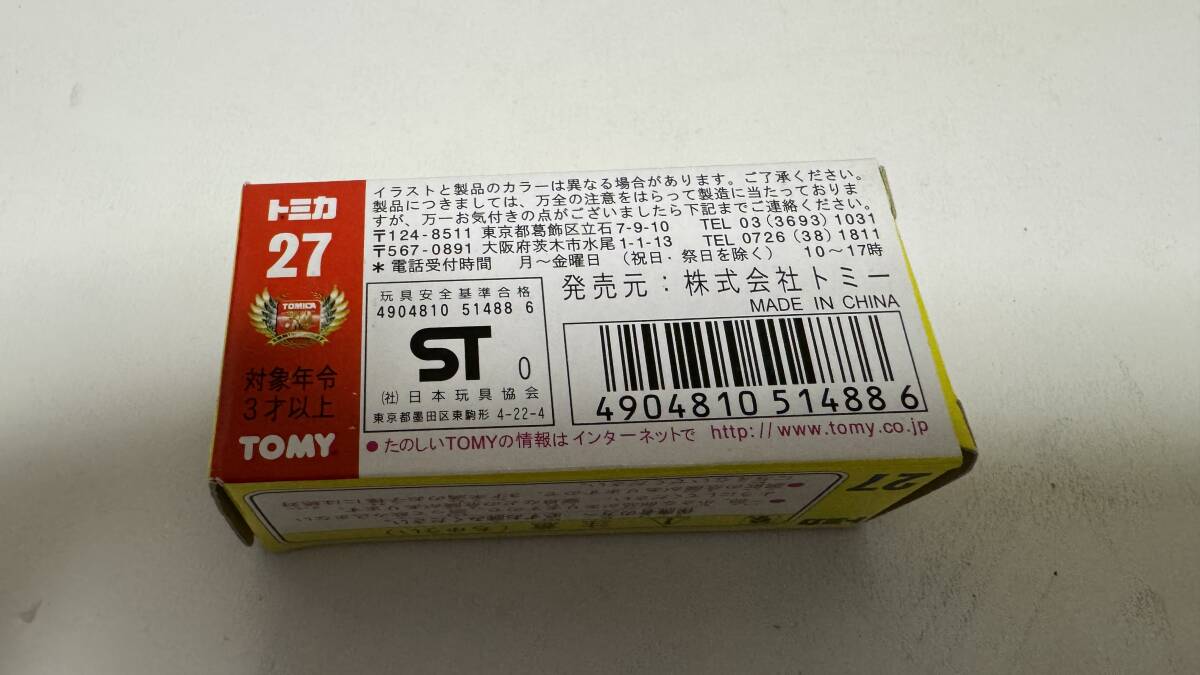 トミカ
27
TOMICA
対象年令
3才以上
TOMY
イラストと製品のカラーは異なる場合があります。ご了承ください。
製品につきましては、万全の注意をはらって製造に当たっておりま
すが、万一お気付きの点がございましたら下記までご連絡ください。
〒124-8511 東京都葛飾区立石7-9-10 TEL 03(3693)1031
〒567-0891 大阪府茨木市水尾1-1-13 TEL 0726(38)1811
*電話受付時間 月〜金曜日 (祝日・祭日を除く) 10〜17時
玩具安全基準合格
4904810 51488 6
ST 0
(社)日本玩具協会
東京都墨田区東駒形 4-22-4
発売元:株式会社トミー
MADE IN CHINA
4904810514886
●たのしいTOMYの情報はインターネットで http://www.tomy.co.jp
27